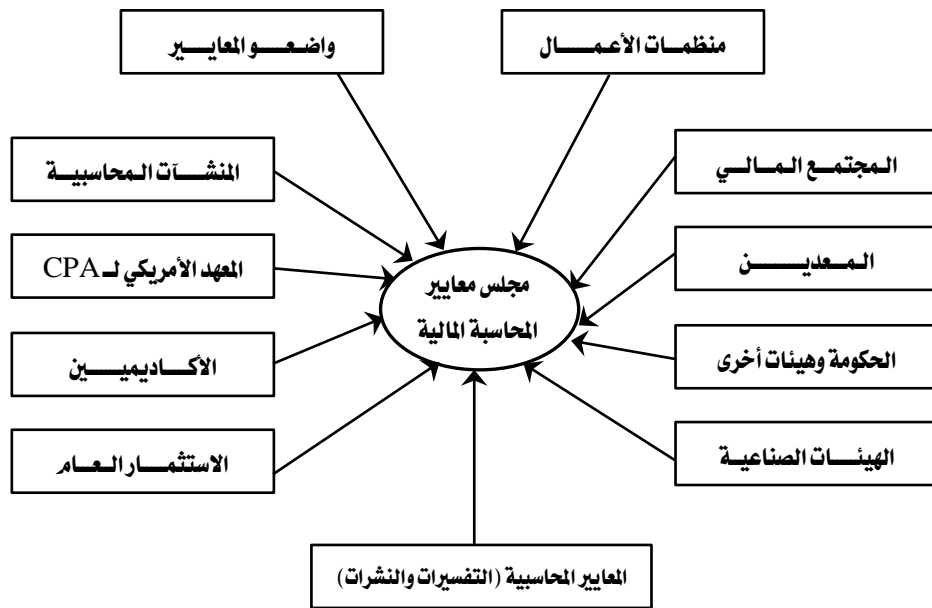 منظمات الأعمال
واضعو المعايير
المجتمع المالي
المنشآت المحاسبية
المعدين
المعهد الأمريكي لـ CPA
مجلس معايير
المحاسبة المالية
الحكومة وهيئات أخرى
الأكاديميين
الهيئات الصناعية
الاستثمار العام
المعايير المحاسبية (التفسيرات والنشرات)